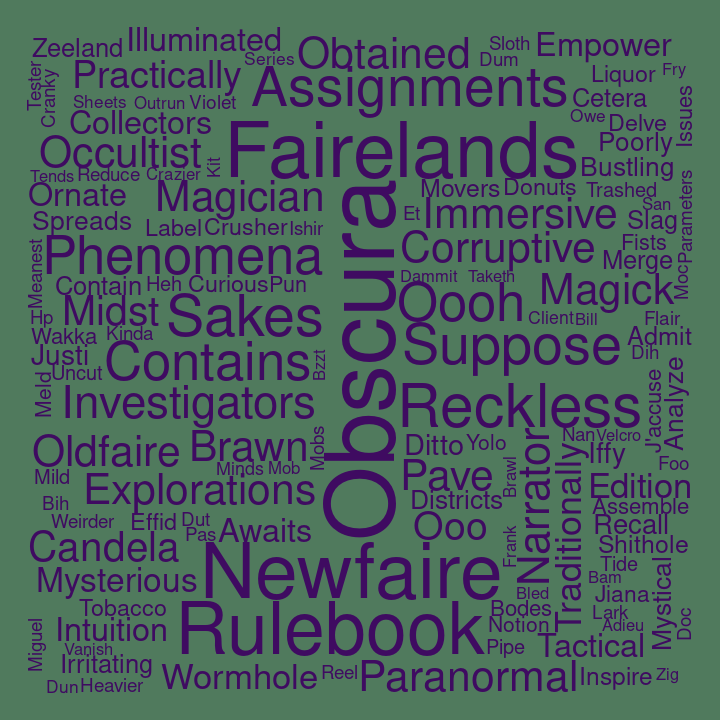 Zeeland
Illuminated
Series
Obtained
Sloth
Dum
Empower
Tester
Cranky
Practically
Assignments
Liquor
Fry
Cetera
Issues
Sheets
Outrun
Violet
Collectors
Owe
Delve
Fairelands
Poorly
Occultist
Kit
Bustling
Tends
Reduce
Crazier
Ornate
Magician
Movers
Donuts
Trashed
San
Parameters
Spreads
Label
Crusher
Ishir
Et
Immersive
Slag
Obscura
Phenomena
Corruptive
Fists
Merge
Moc
Meanest
Contain
Heh
Curious
Pun
Dammit
Taketh
Magick
Hp
Midst
Sakes
Oooh
Client
Bill
Flair
Wakka
Kinda
Admit
Justi
Contains
Bzzt
Suppose
Dih
Uncut
Meld
Investigators
Reckless
J'accuse
Analyze
Oldfaire
Brawn
Mobs
Ditto
Yolo
Narrator
Nan
Velcro
Iffy
Traditionally
Mild
Minds
Mob
Pave
Brawl
Foo
Explorations
Edition
Bih
Districts
Assemble
Weirder
Effid
Dut
Pas
Awaits
Ooo
Frank
Recall
Shithole
Candela
Newfaire
Tide
Bam
Mysterious
Bled
Jiana
Mystical
Tobacco
Rulebook
Bodes
Lark
Doc
Intuition
Notion
Adieu
Miguel
Vanish
Irritating
Pipe
Tactical
Wormhole
Reel
Paranormal
Inspire
Zig
Dun
Heavier